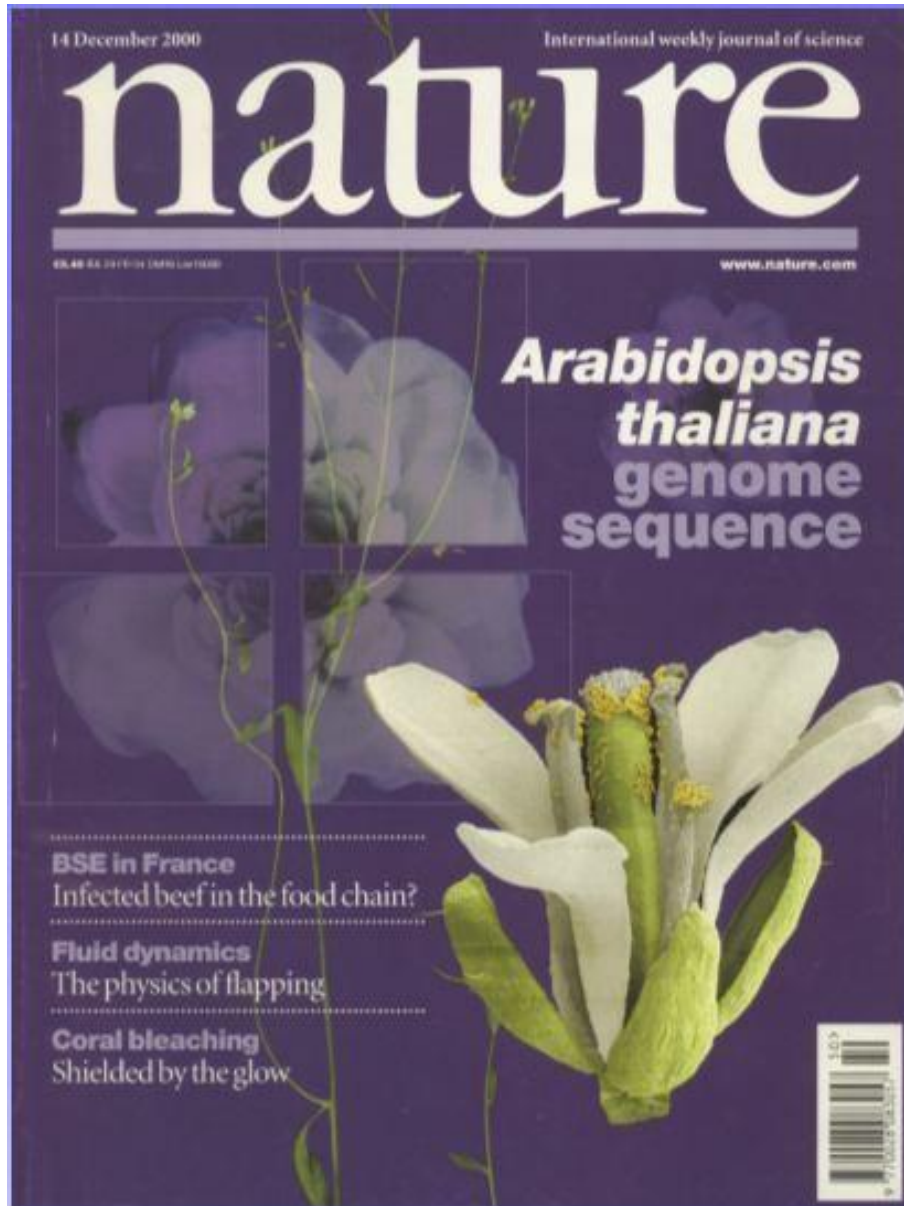 14 December 2000
International weekly journal of science
nature
www.nature.com
Arabidopsis
thaliana
genome
sequence
BSE in France
Infected beef in the food chain?
Fluid dynamics
The physics of flapping
Coral bleaching
Shielded by the glow